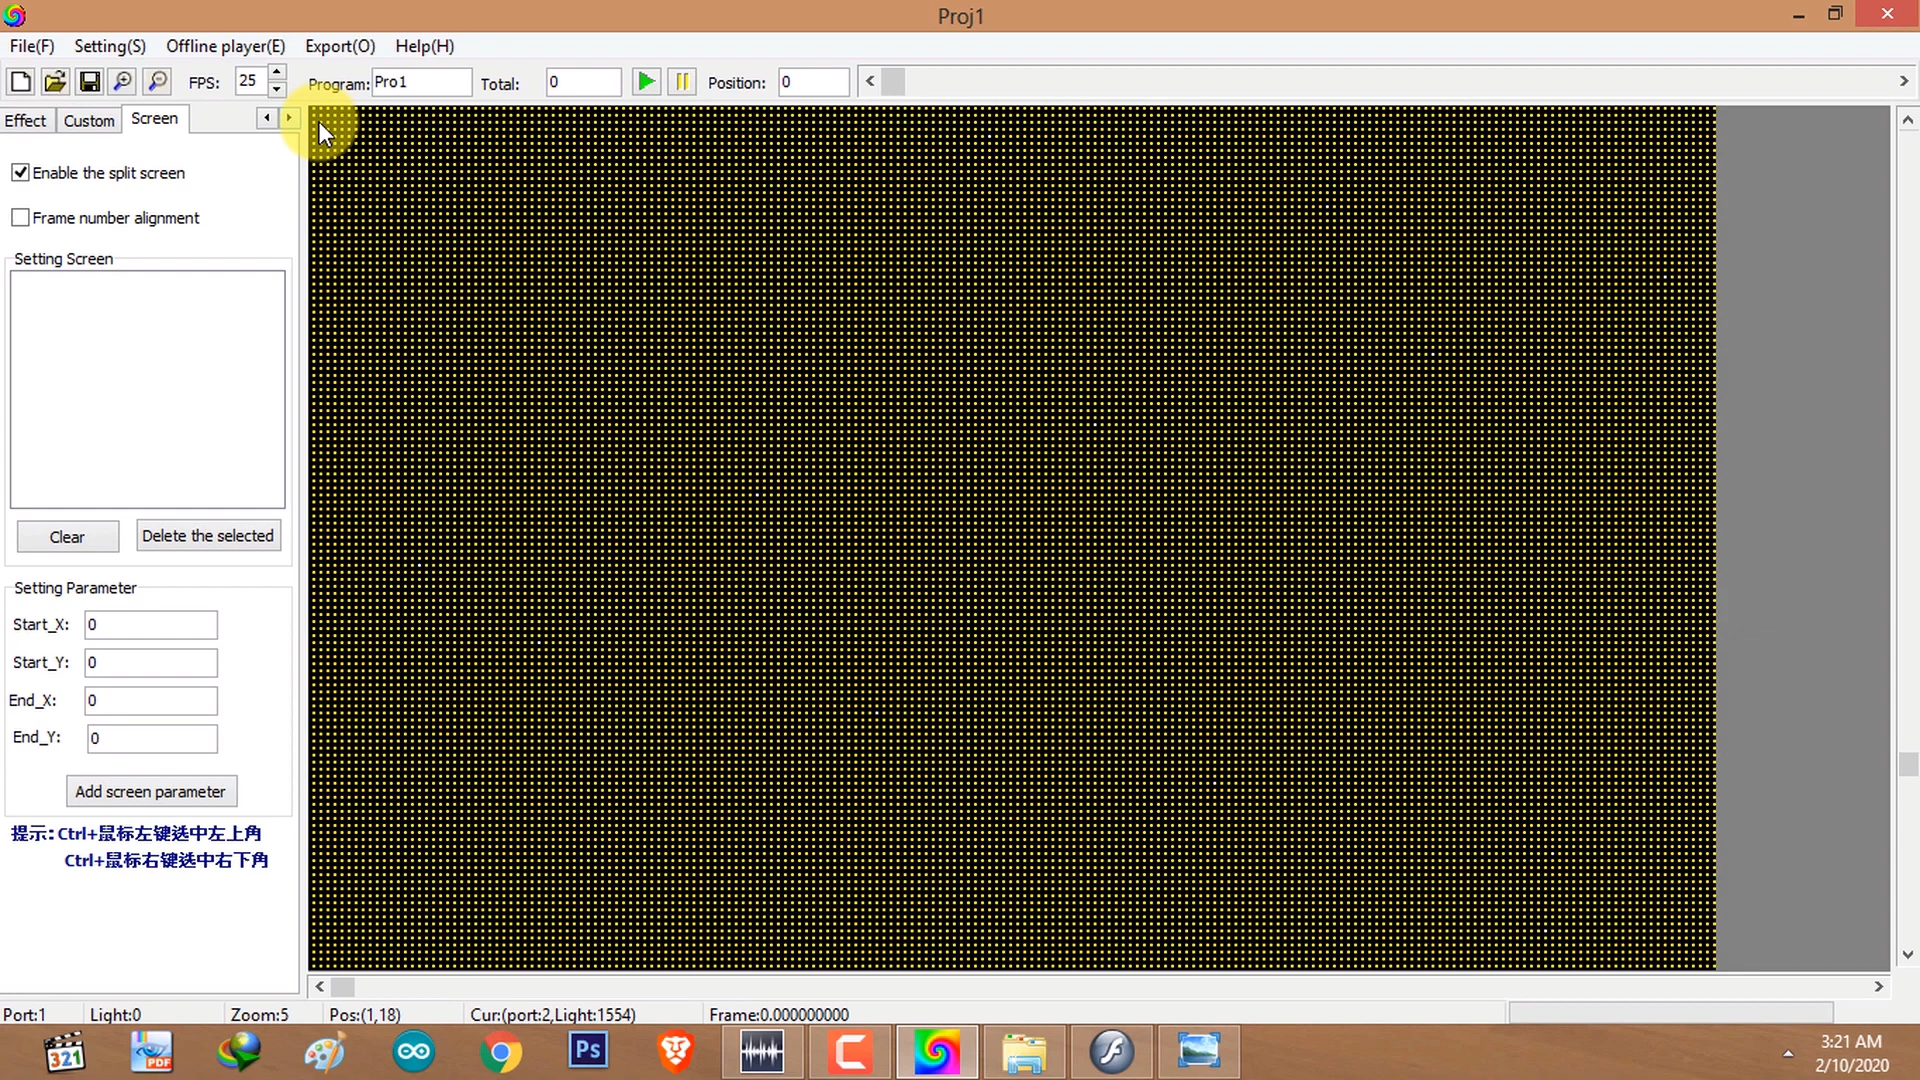 Proj1
File(F) Setting(S) Offline player(E) Export(O) Help(H)
FPS: 25 Program: Pro1 Total: 0 Position: 0
Effect Custom Screen
Enable the split screen
Frame number alignment
Setting Screen
Clear Delete the selected
Setting Parameter
Start_X: 0
Start_Y: 0
End_X: 0
End_Y: 0
Add screen parameter
提示:Ctrl+鼠标左键选中左上角
Ctrl+鼠标右键选中右下角
Port:1 Light:0 Zoom:5 Pos:(1,18) Cur:(port:2,Light:1554) Frame:0.000000000
321 PDF Ps
3:21 AM
2/10/2020